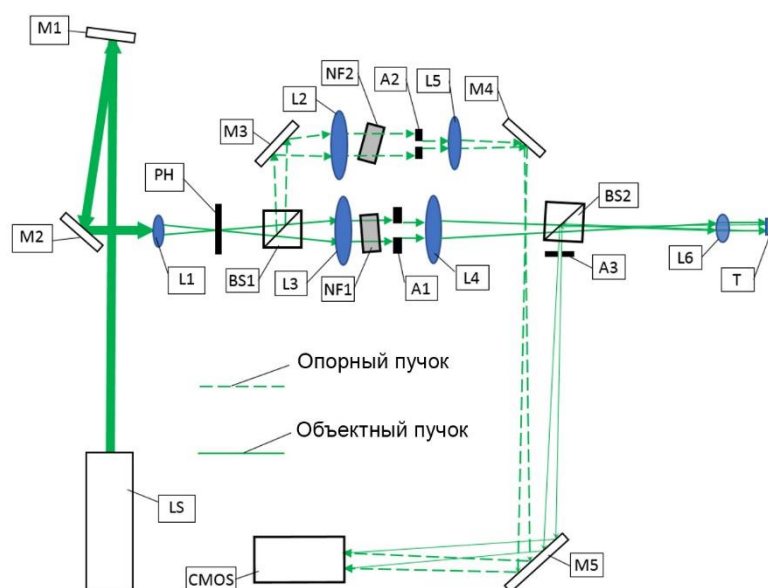 M1
NF2
A2
L5
M4
L2
M3
PH
BS2
M2
L1
BS1
L3
NF1
A1
L4
A3
L6
T
Опорный пучок
Объектный пучок
LS
CMOS
M5